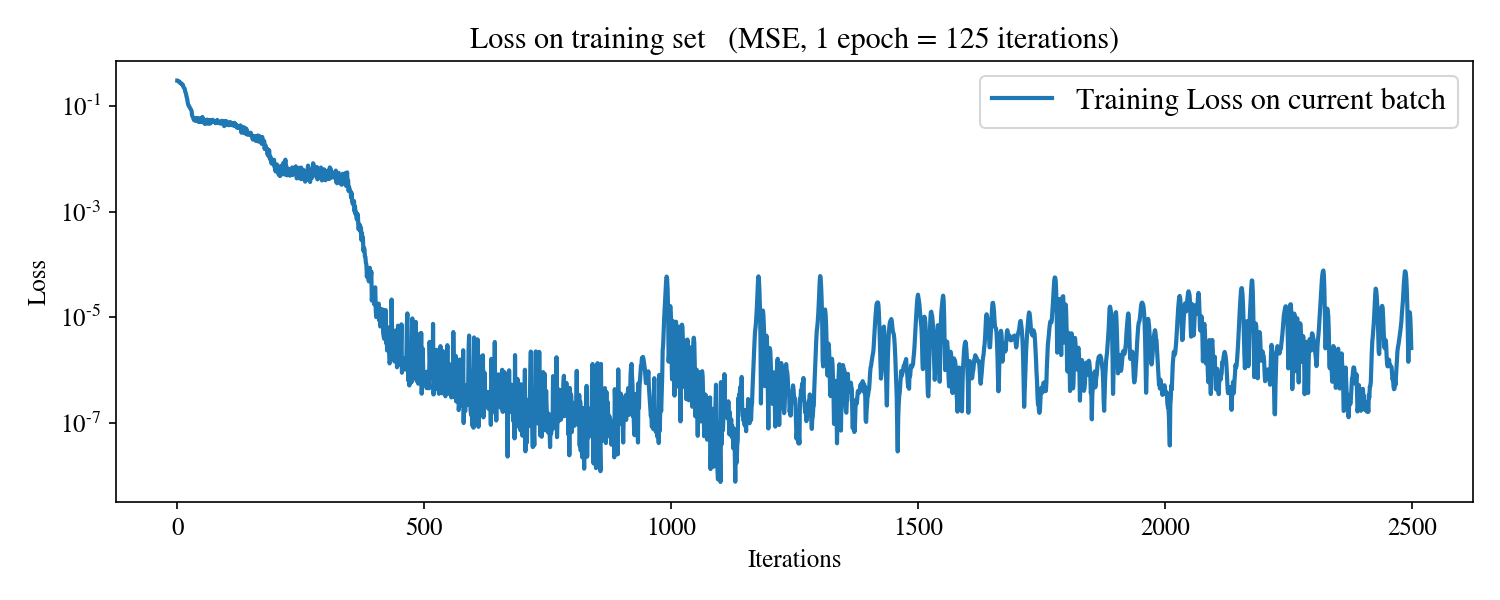 Loss on training set (MSE, 1 epoch = 125 iterations)
Training Loss on current batch
Loss
10⁻¹
10⁻³
10⁻⁵
10⁻⁷
0 500 1000 1500 2000 2500
Iterations